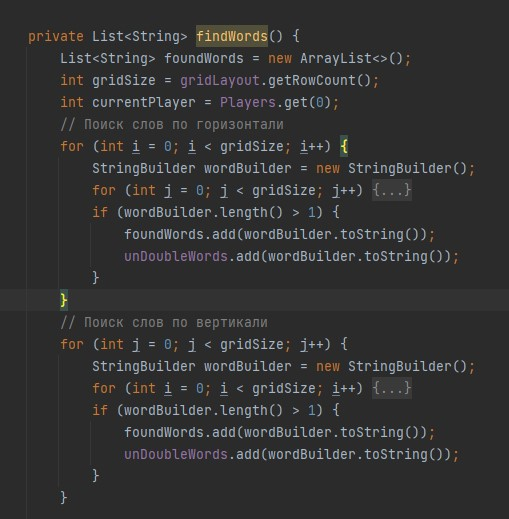 private List<String> findWords() {
    List<String> foundWords = new ArrayList<>();
    int gridSize = gridLayout.getRowCount();
    int currentPlayer = Players.get(0);
    // Поиск слов по горизонтали
    for (int i = 0; i < gridSize; i++) {
        StringBuilder wordBuilder = new StringBuilder();
        for (int j = 0; j < gridSize; j++) {...}
        if (wordBuilder.length() > 1) {
            foundWords.add(wordBuilder.toString());
            unDoubleWords.add(wordBuilder.toString());
        }
    }
    // Поиск слов по вертикали
    for (int j = 0; j < gridSize; j++) {
        StringBuilder wordBuilder = new StringBuilder();
        for (int i = 0; i < gridSize; i++) {...}
        if (wordBuilder.length() > 1) {
            foundWords.add(wordBuilder.toString());
            unDoubleWords.add(wordBuilder.toString());
        }
    }